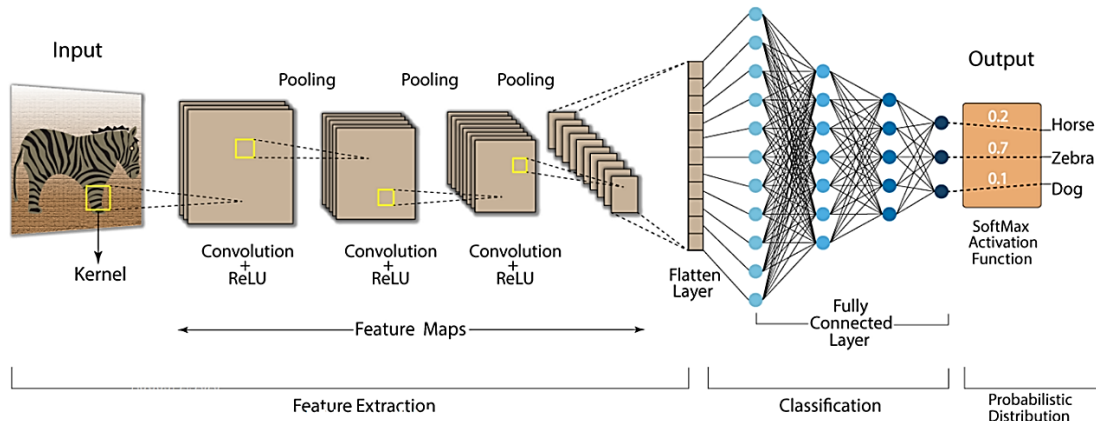 Input
Output
Pooling
Pooling
Pooling
0.2
Horse
0.7
Zebra
0.1
Dog
Kernel
Convolution
+
ReLU
Convolution
+
ReLU
Convolution
+
ReLU
Flatten
Layer
SoftMax
Activation
Function
Feature Maps
Fully
Connected
Layer
Feature Extraction
Classification
Probabilistic
Distribution